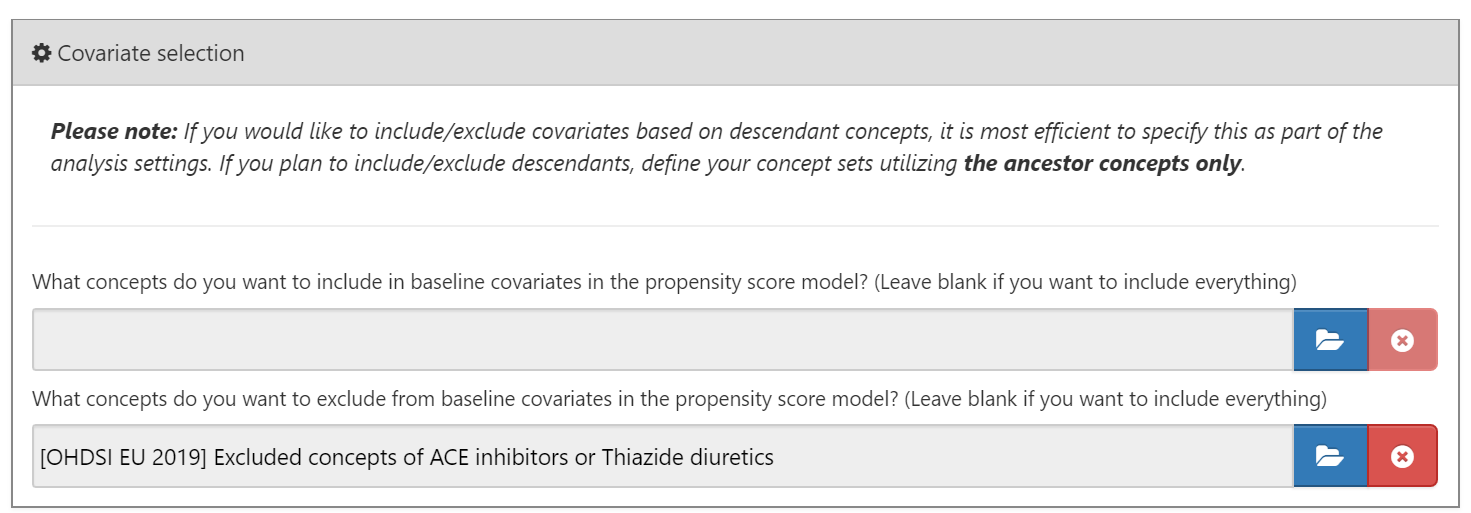 Covariate selection
Please note: If you would like to include/exclude covariates based on descendant concepts, it is most efficient to specify this as part of the
analysis settings. If you plan to include/exclude descendants, define your concept sets utilizing the ancestor concepts only.
What concepts do you want to include in baseline covariates in the propensity score model? (Leave blank if you want to include everything)
What concepts do you want to exclude from baseline covariates in the propensity score model? (Leave blank if you want to include everything)
[OHDSI EU 2019] Excluded concepts of ACE inhibitors or Thiazide diuretics